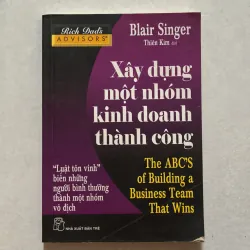 Rich Dad's
ADVISORS
Blair Singer
Thiên Kim
Xây dựng
một nhóm
kinh doanh
thành công
"Luật tôn vinh"
biến những
người bình thường
thành một nhóm
vô địch
The ABC'S
of Building a
Business Team
That Wins
NHÀ XUẤT BẢN TRẺ